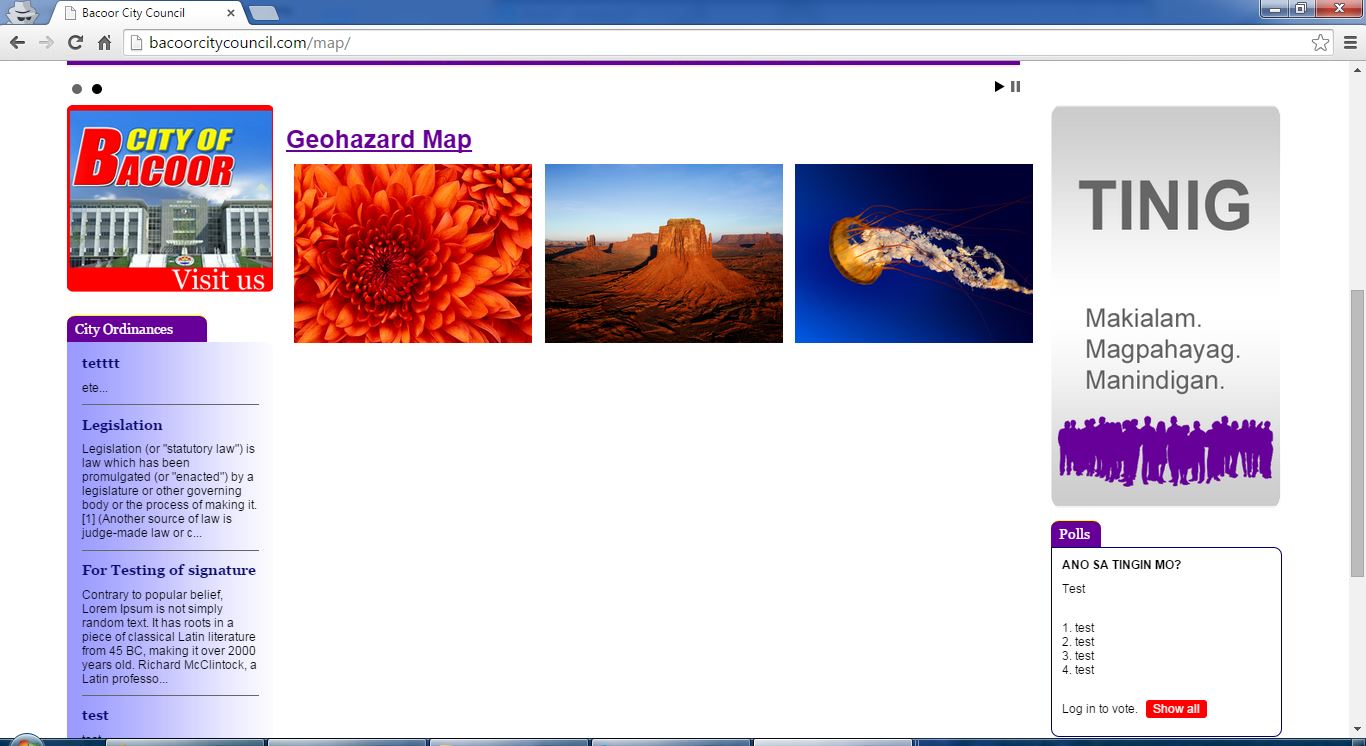 Bacoor City Council
bacoorcitycouncil.com/map/
CITY OF
BACOOR
Visit us
City Ordinances
tetttt
ete...
Legislation
Legislation (or "statutory law") is
law which has been
promulgated (or "enacted") by a
legislature or other governing
body or the process of making it.
[1] (Another source of law is
judge-made law or c...
For Testing of signature
Contrary to popular belief,
Lorem Ipsum is not simply
random text. It has roots in a
piece of classical Latin literature
from 45 BC, making it over 2000
years old. Richard McClintock, a
Latin professo...
test
Geohazard Map
TINIG
Makialam.
Magpahayag.
Manindigan.
Polls
ANO SA TINGIN MO?
Test
1. test
2. test
3. test
4. test
Log in to vote. Show all